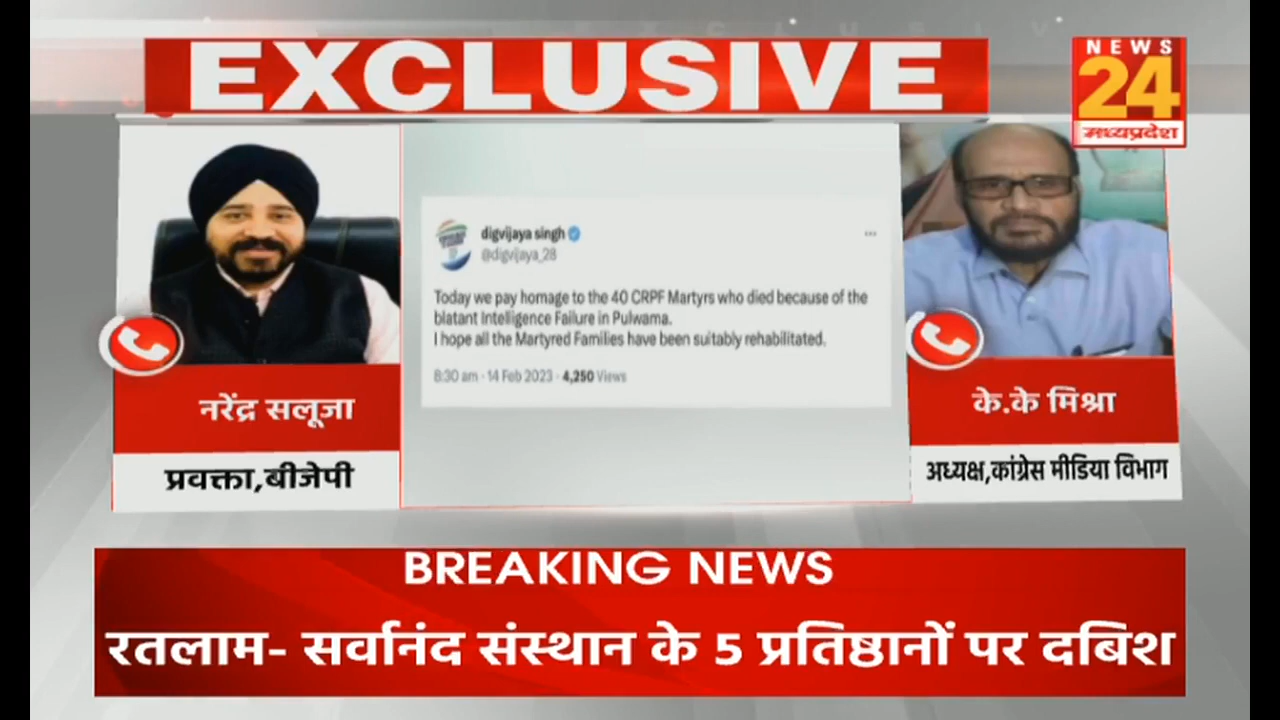 EXCLUSIVE
NEWS
24
मध्यप्रदेश
digvijaya singh
@digvijaya_28
Today we pay homage to the 40 CRPF Martyrs who died because of the
blatant Intelligence Failure in Pulwama.
I hope all the Martyred Families have been suitably rehabilitated.
8:30 am · 14 Feb 2023 · 4,250 Views
नरेंद्र सलूजा
प्रवक्ता,बीजेपी
के.के मिश्रा
अध्यक्ष,कांग्रेस मीडिया विभाग
BREAKING NEWS
रतलाम- सर्वानंद संस्थान के 5 प्रतिष्ठानों पर दबिश